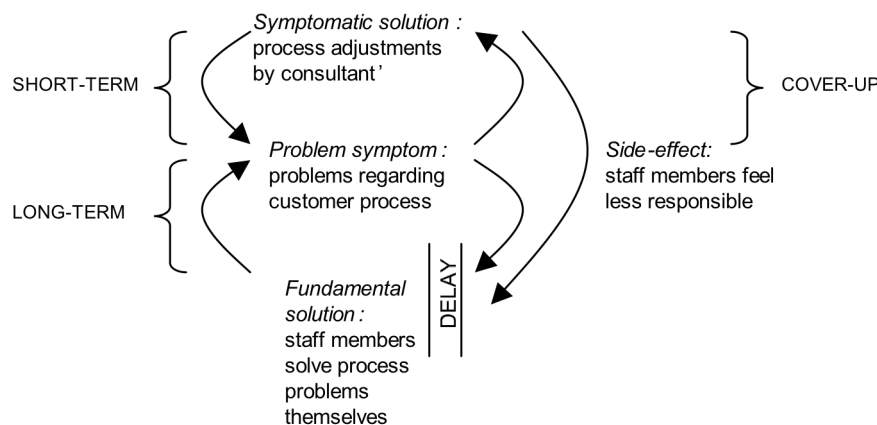 Symptomatic solution :
process adjustments
by consultant’
SHORT-TERM
COVER-UP
Problem symptom :
problems regarding
customer process
Side-effect:
staff members feel
less responsible
LONG-TERM
DELAY
Fundamental
solution :
staff members
solve process
problems
themselves